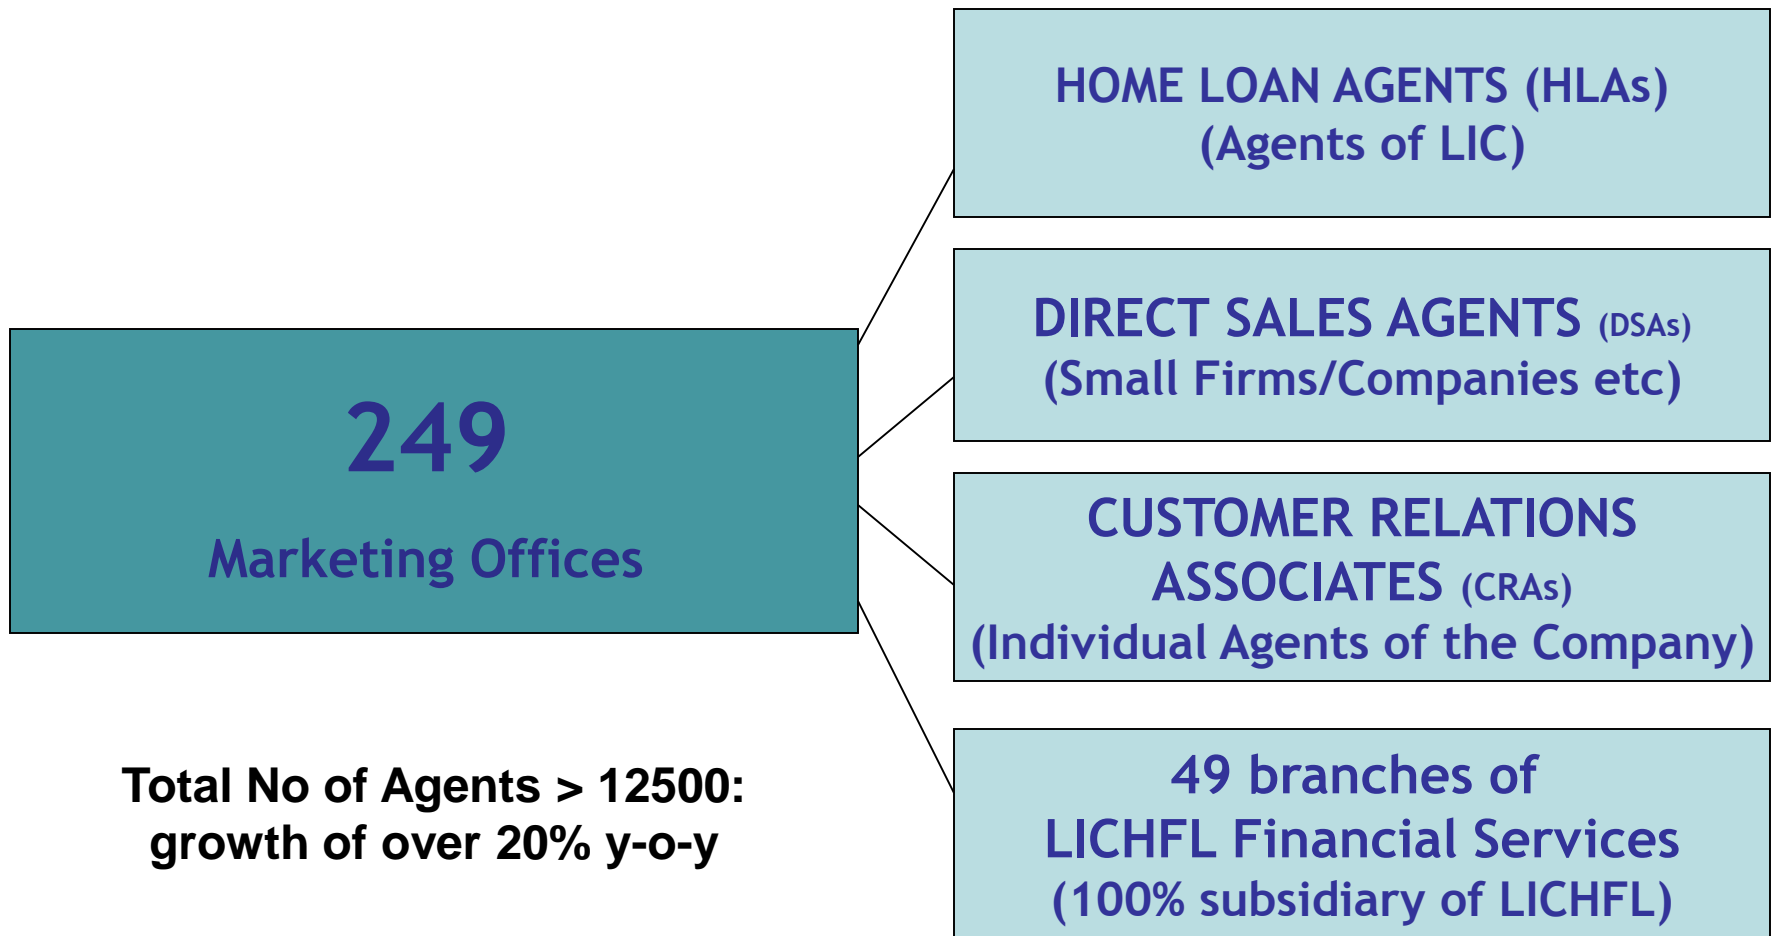 249
Marketing Offices
Total No of Agents > 12500:
growth of over 20% y-o-y
HOME LOAN AGENTS (HLAs)
(Agents of LIC)
DIRECT SALES AGENTS (DSAs)
(Small Firms/Companies etc)
CUSTOMER RELATIONS
ASSOCIATES (CRAs)
(Individual Agents of the Company)
49 branches of
LICHFL Financial Services
(100% subsidiary of LICHFL)